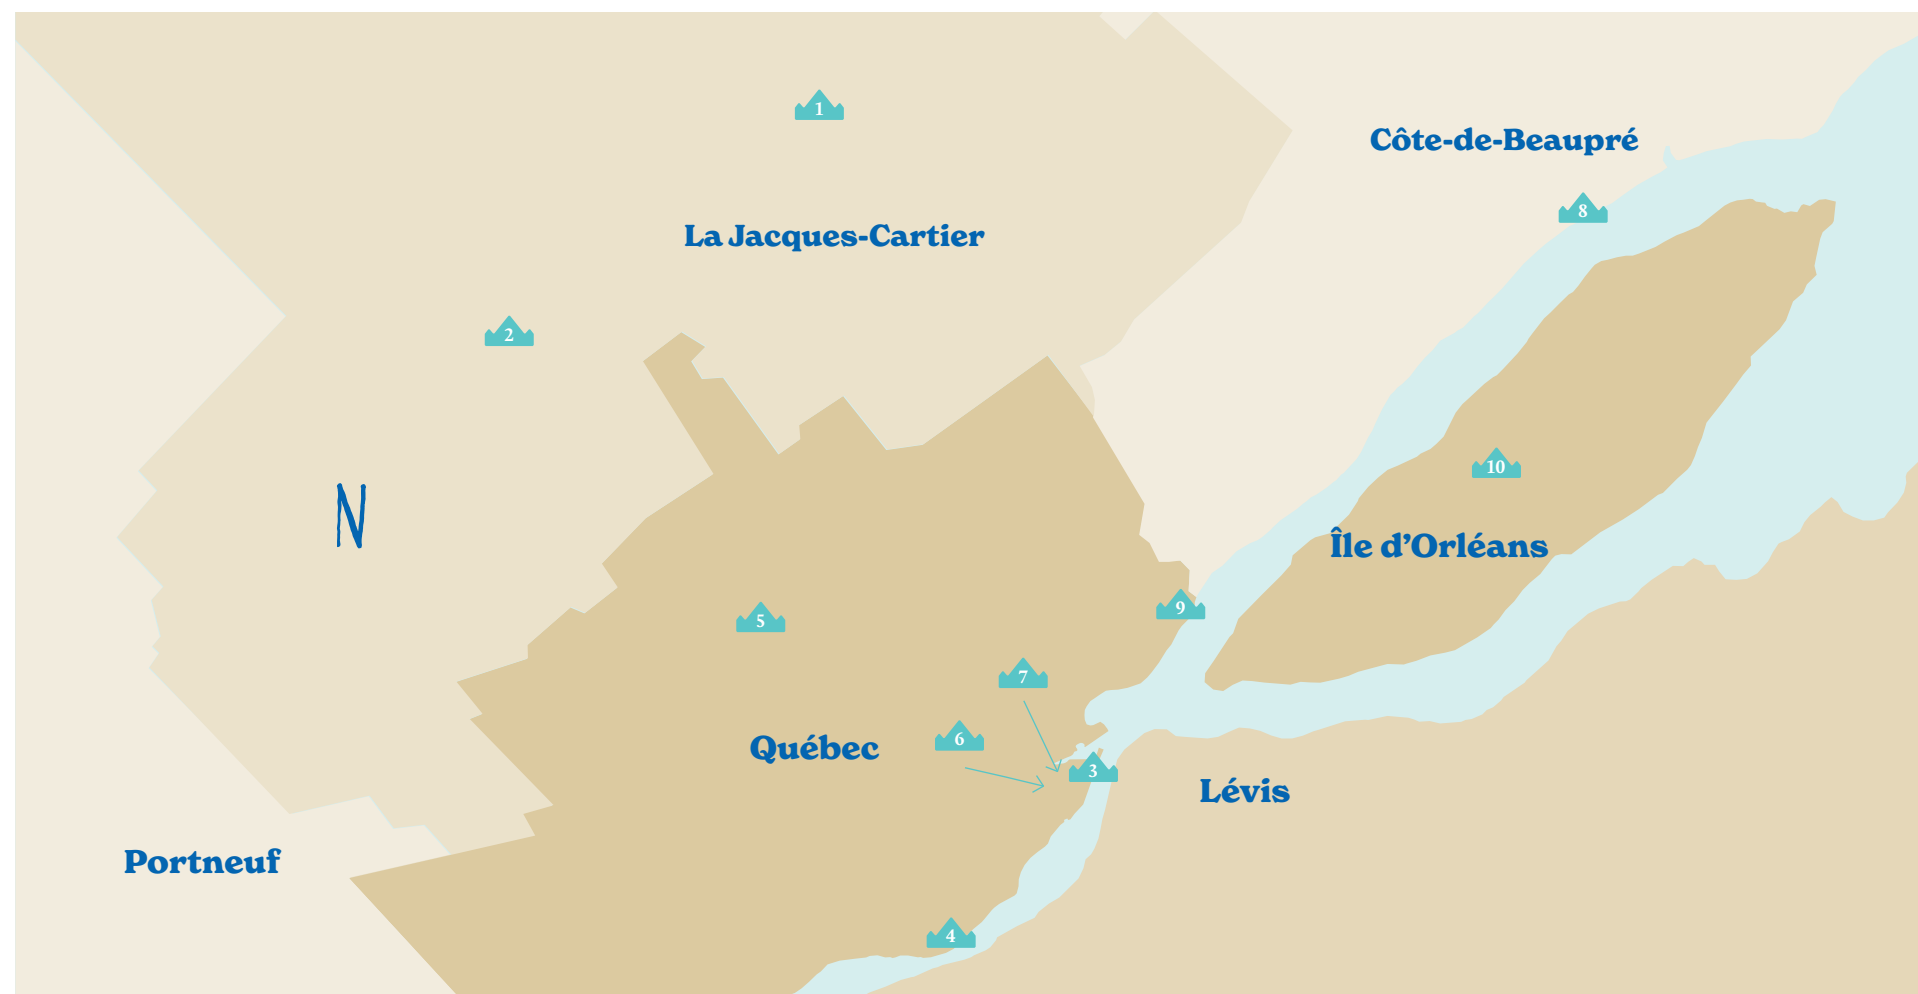 1
Côte-de-Beaupré
8
La Jacques-Cartier
2
10
N
Île d’Orléans
9
5
7
6
Québec
3
Lévis
Portneuf
4